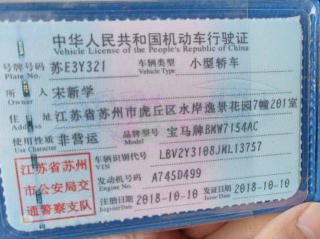 中华人民共和国机动车行驶证
Vehicle License of the People's Republic of China
号牌号码 苏E3Y321 车辆类型 小型轿车
Plate No. Vehicle Type
所有人 宋新学
Owner
住址 江苏省苏州市虎丘区水岸逸景花园7幢201室
Address
使用性质 非营运 品牌型号 宝马牌BMW7154AC
Use Character Model
江苏省苏州 车辆识别代号 LBV2Y3108JML13757
VIN
市公安局交 发动机号码 A745D499
Engine No.
通警察支队 注册日期 2018-10-10 发证日期 2018-10-10
Register Date Issue Date